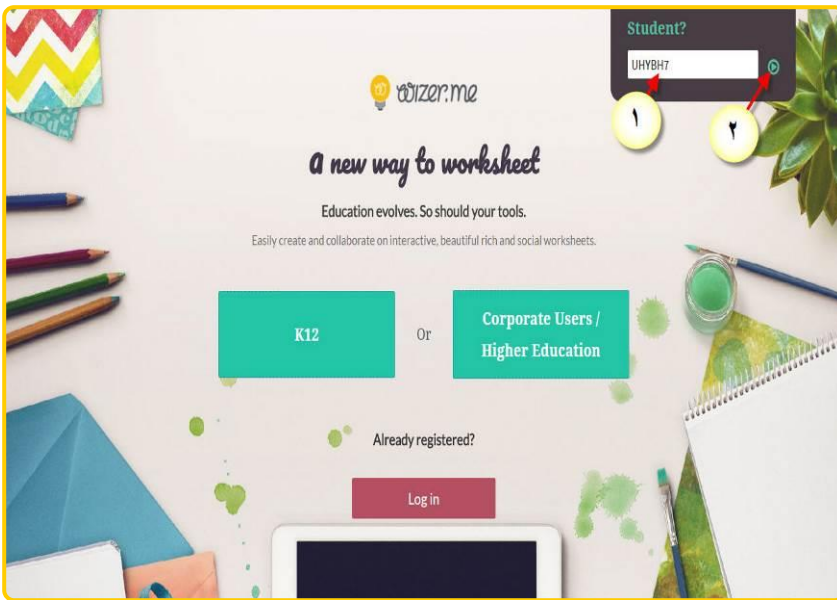 Student?
UHYBH7
١
٢
wizer.me
a new way to worksheet
Education evolves. So should your tools.
Easily create and collaborate on interactive, beautiful rich and social worksheets.
K12
Or
Corporate Users /
Higher Education
Already registered?
Log in